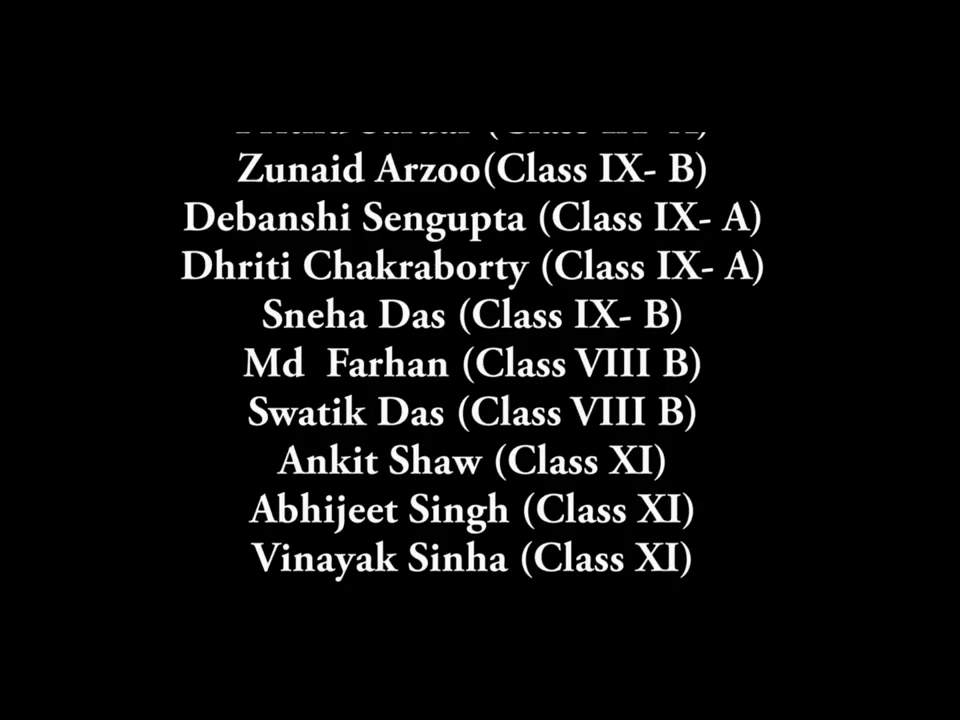 Zunaid Arzoo(Class IX- B)
Debanshi Sengupta (Class IX- A)
Dhriti Chakraborty (Class IX- A)
Sneha Das (Class IX- B)
Md  Farhan (Class VIII B)
Swatik Das (Class VIII B)
Ankit Shaw (Class XI)
Abhijeet Singh (Class XI)
Vinayak Sinha (Class XI)